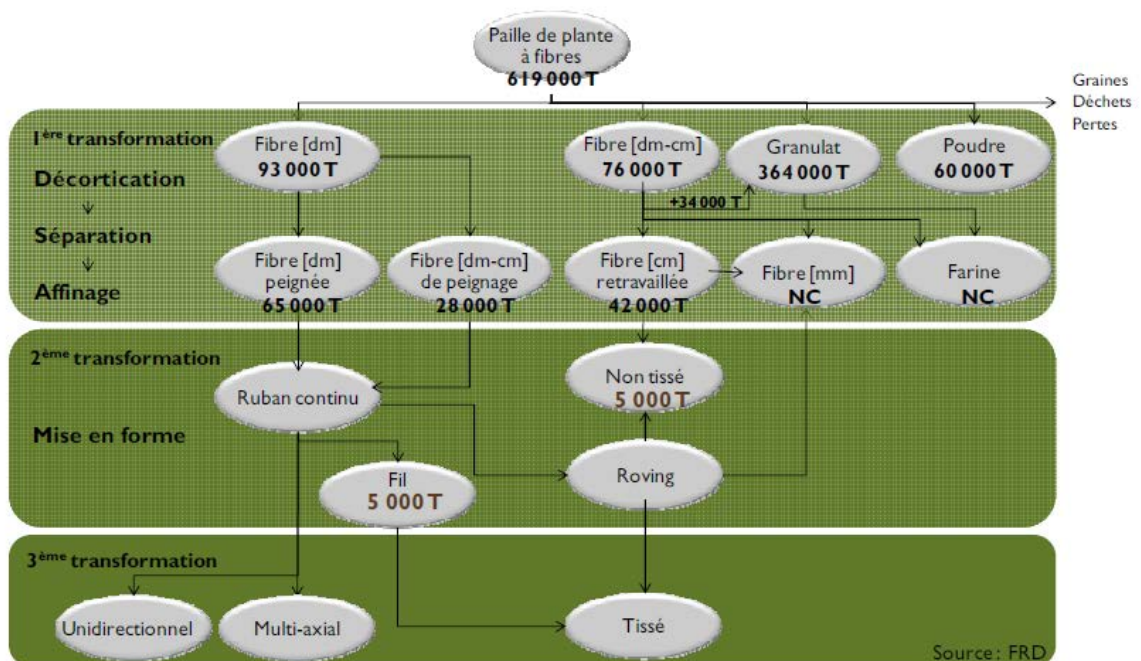 Paille de plante
à fibres
619 000 T
Graines
Déchets
Pertes
1ère transformation
Décortication
Séparation
Affinage
Fibre [dm]
93 000 T
Fibre [dm-cm]
76 000 T
Granulat
364 000 T
Poudre
60 000 T
+34 000 T
Fibre [dm]
peignée
65 000 T
Fibre [dm-cm]
de peignage
28 000 T
Fibre [cm]
retravaillée
42 000 T
Fibre [mm]
NC
Farine
NC
2ème transformation
Mise en forme
Ruban continu
Non tissé
5 000 T
Fil
5 000 T
Roving
3ème transformation
Unidirectionnel
Multi-axial
Tissé
Source : FRD